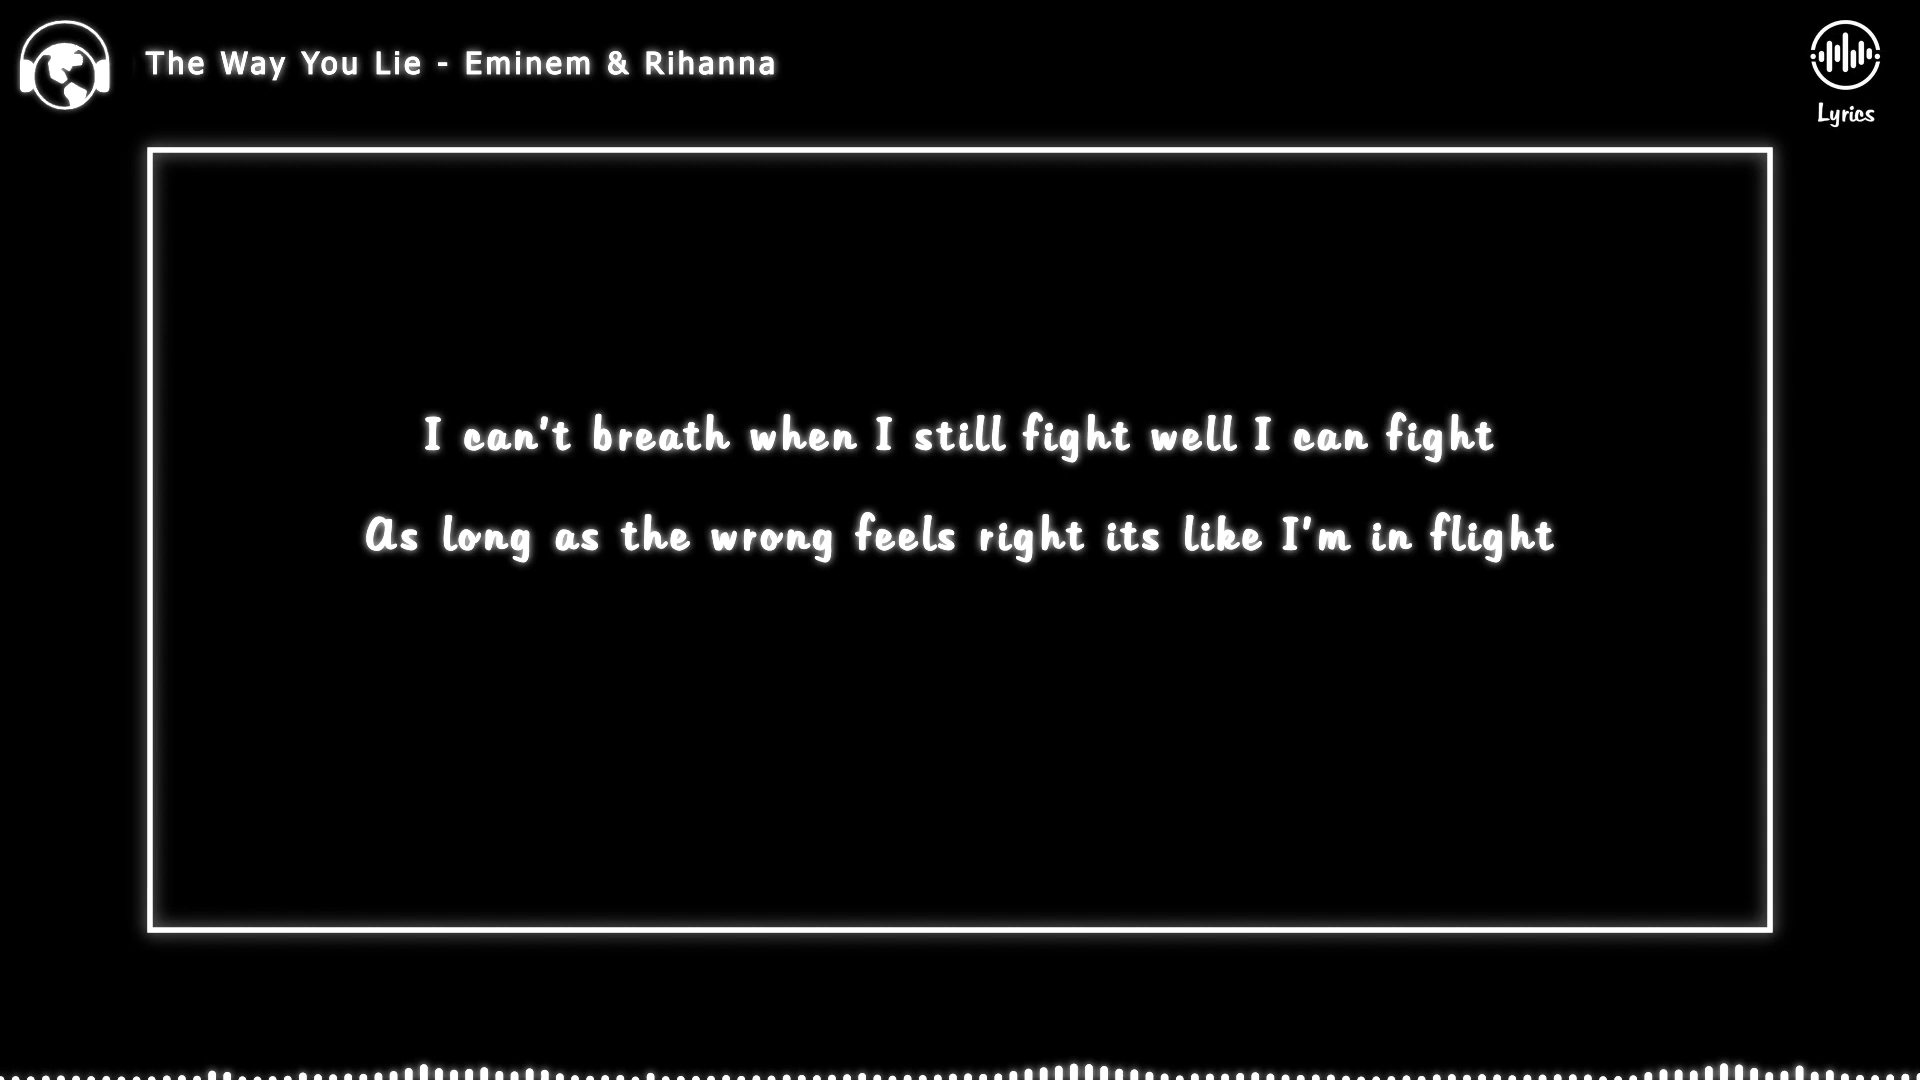 The Way You Lie - Eminem & Rihanna
Lyrics
I can't breath when I still fight well I can fight
As long as the wrong feels right its like I'm in flight